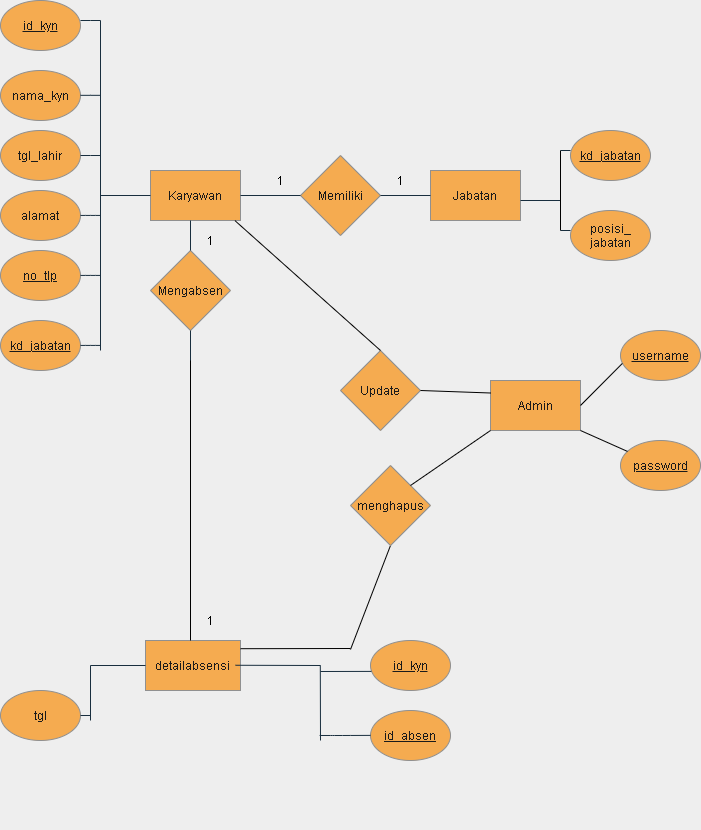 id_kyn
nama_kyn
tgl_lahir
alamat
no_tlp
kd_jabatan
Karyawan
1
Memiliki
1
Jabatan
kd_jabatan
posisi_
jabatan
1
Mengabsen
Update
Admin
username
password
menghapus
1
detailabsensi
id_kyn
id_absen
tgl